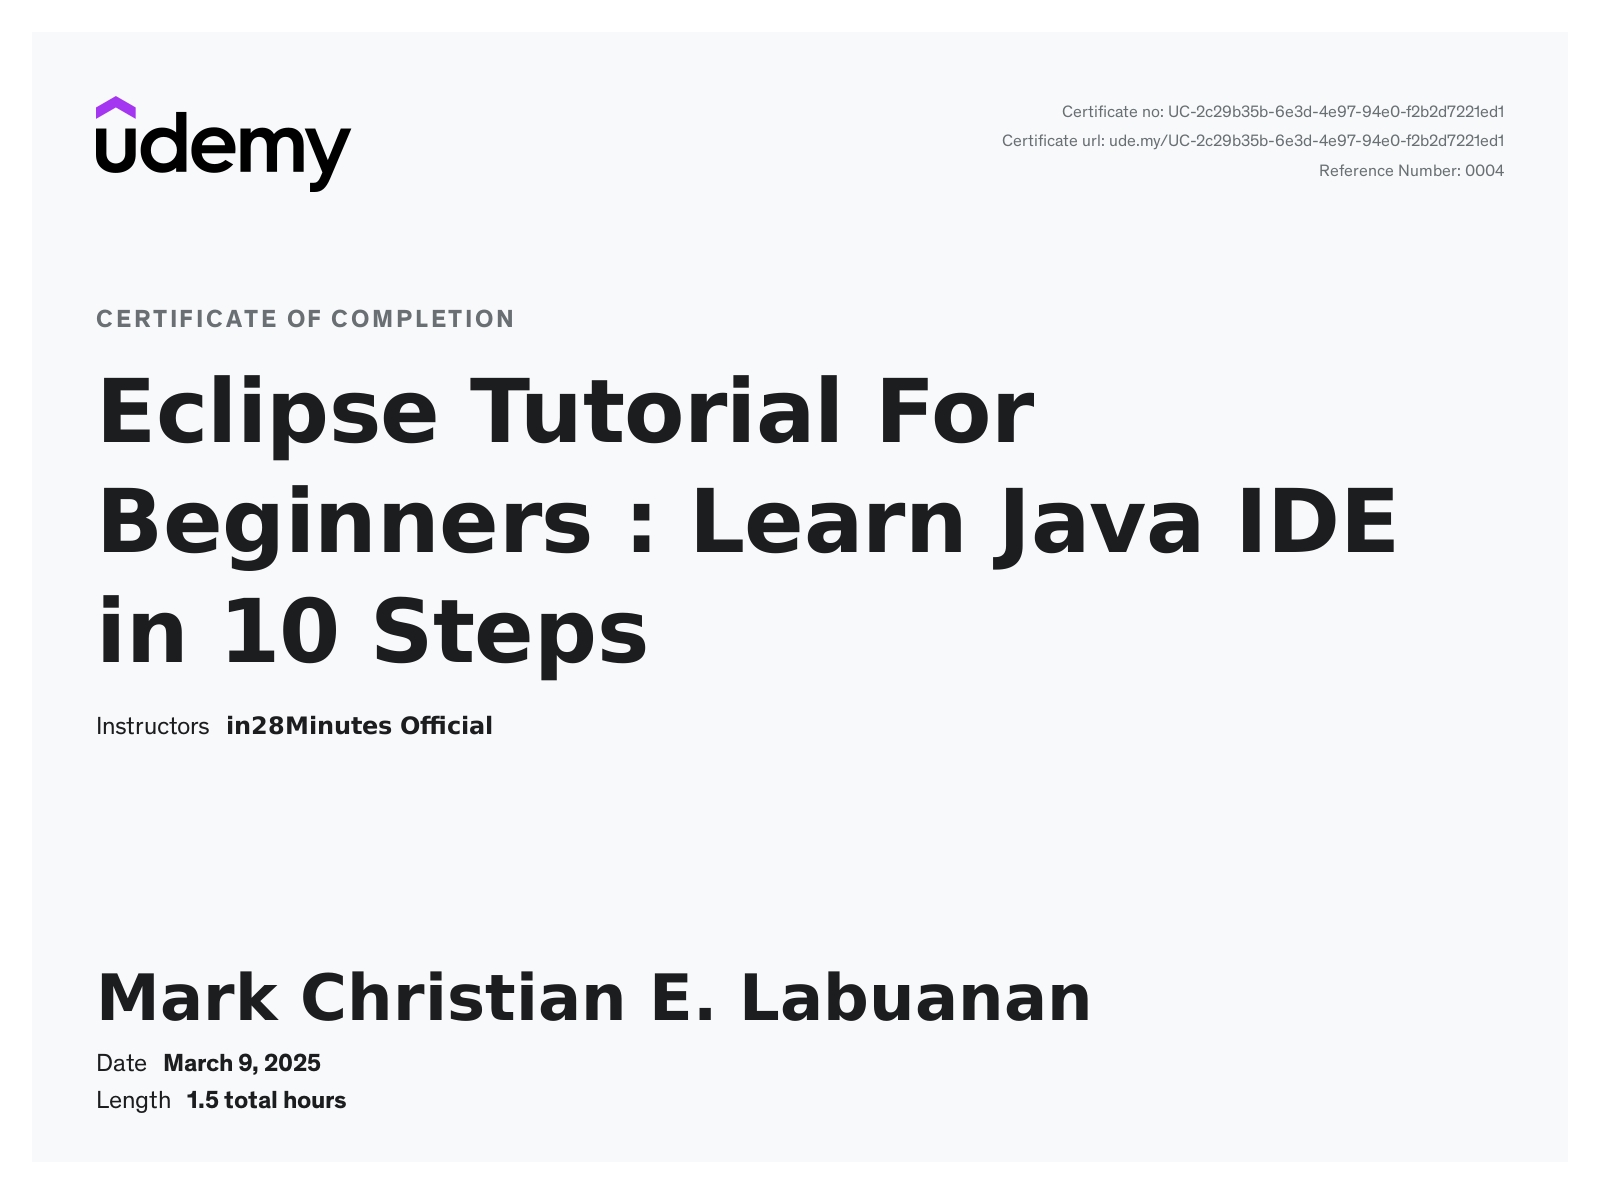 udemy
Certificate no: UC-2c29b35b-6e3d-4e97-94e0-f2b2d7221ed1
Certificate url: ude.my/UC-2c29b35b-6e3d-4e97-94e0-f2b2d7221ed1
Reference Number: 0004
CERTIFICATE OF COMPLETION
Eclipse Tutorial For
Beginners : Learn Java IDE
in 10 Steps
Instructors in28Minutes Official
Mark Christian E. Labuanan
Date March 9, 2025
Length 1.5 total hours